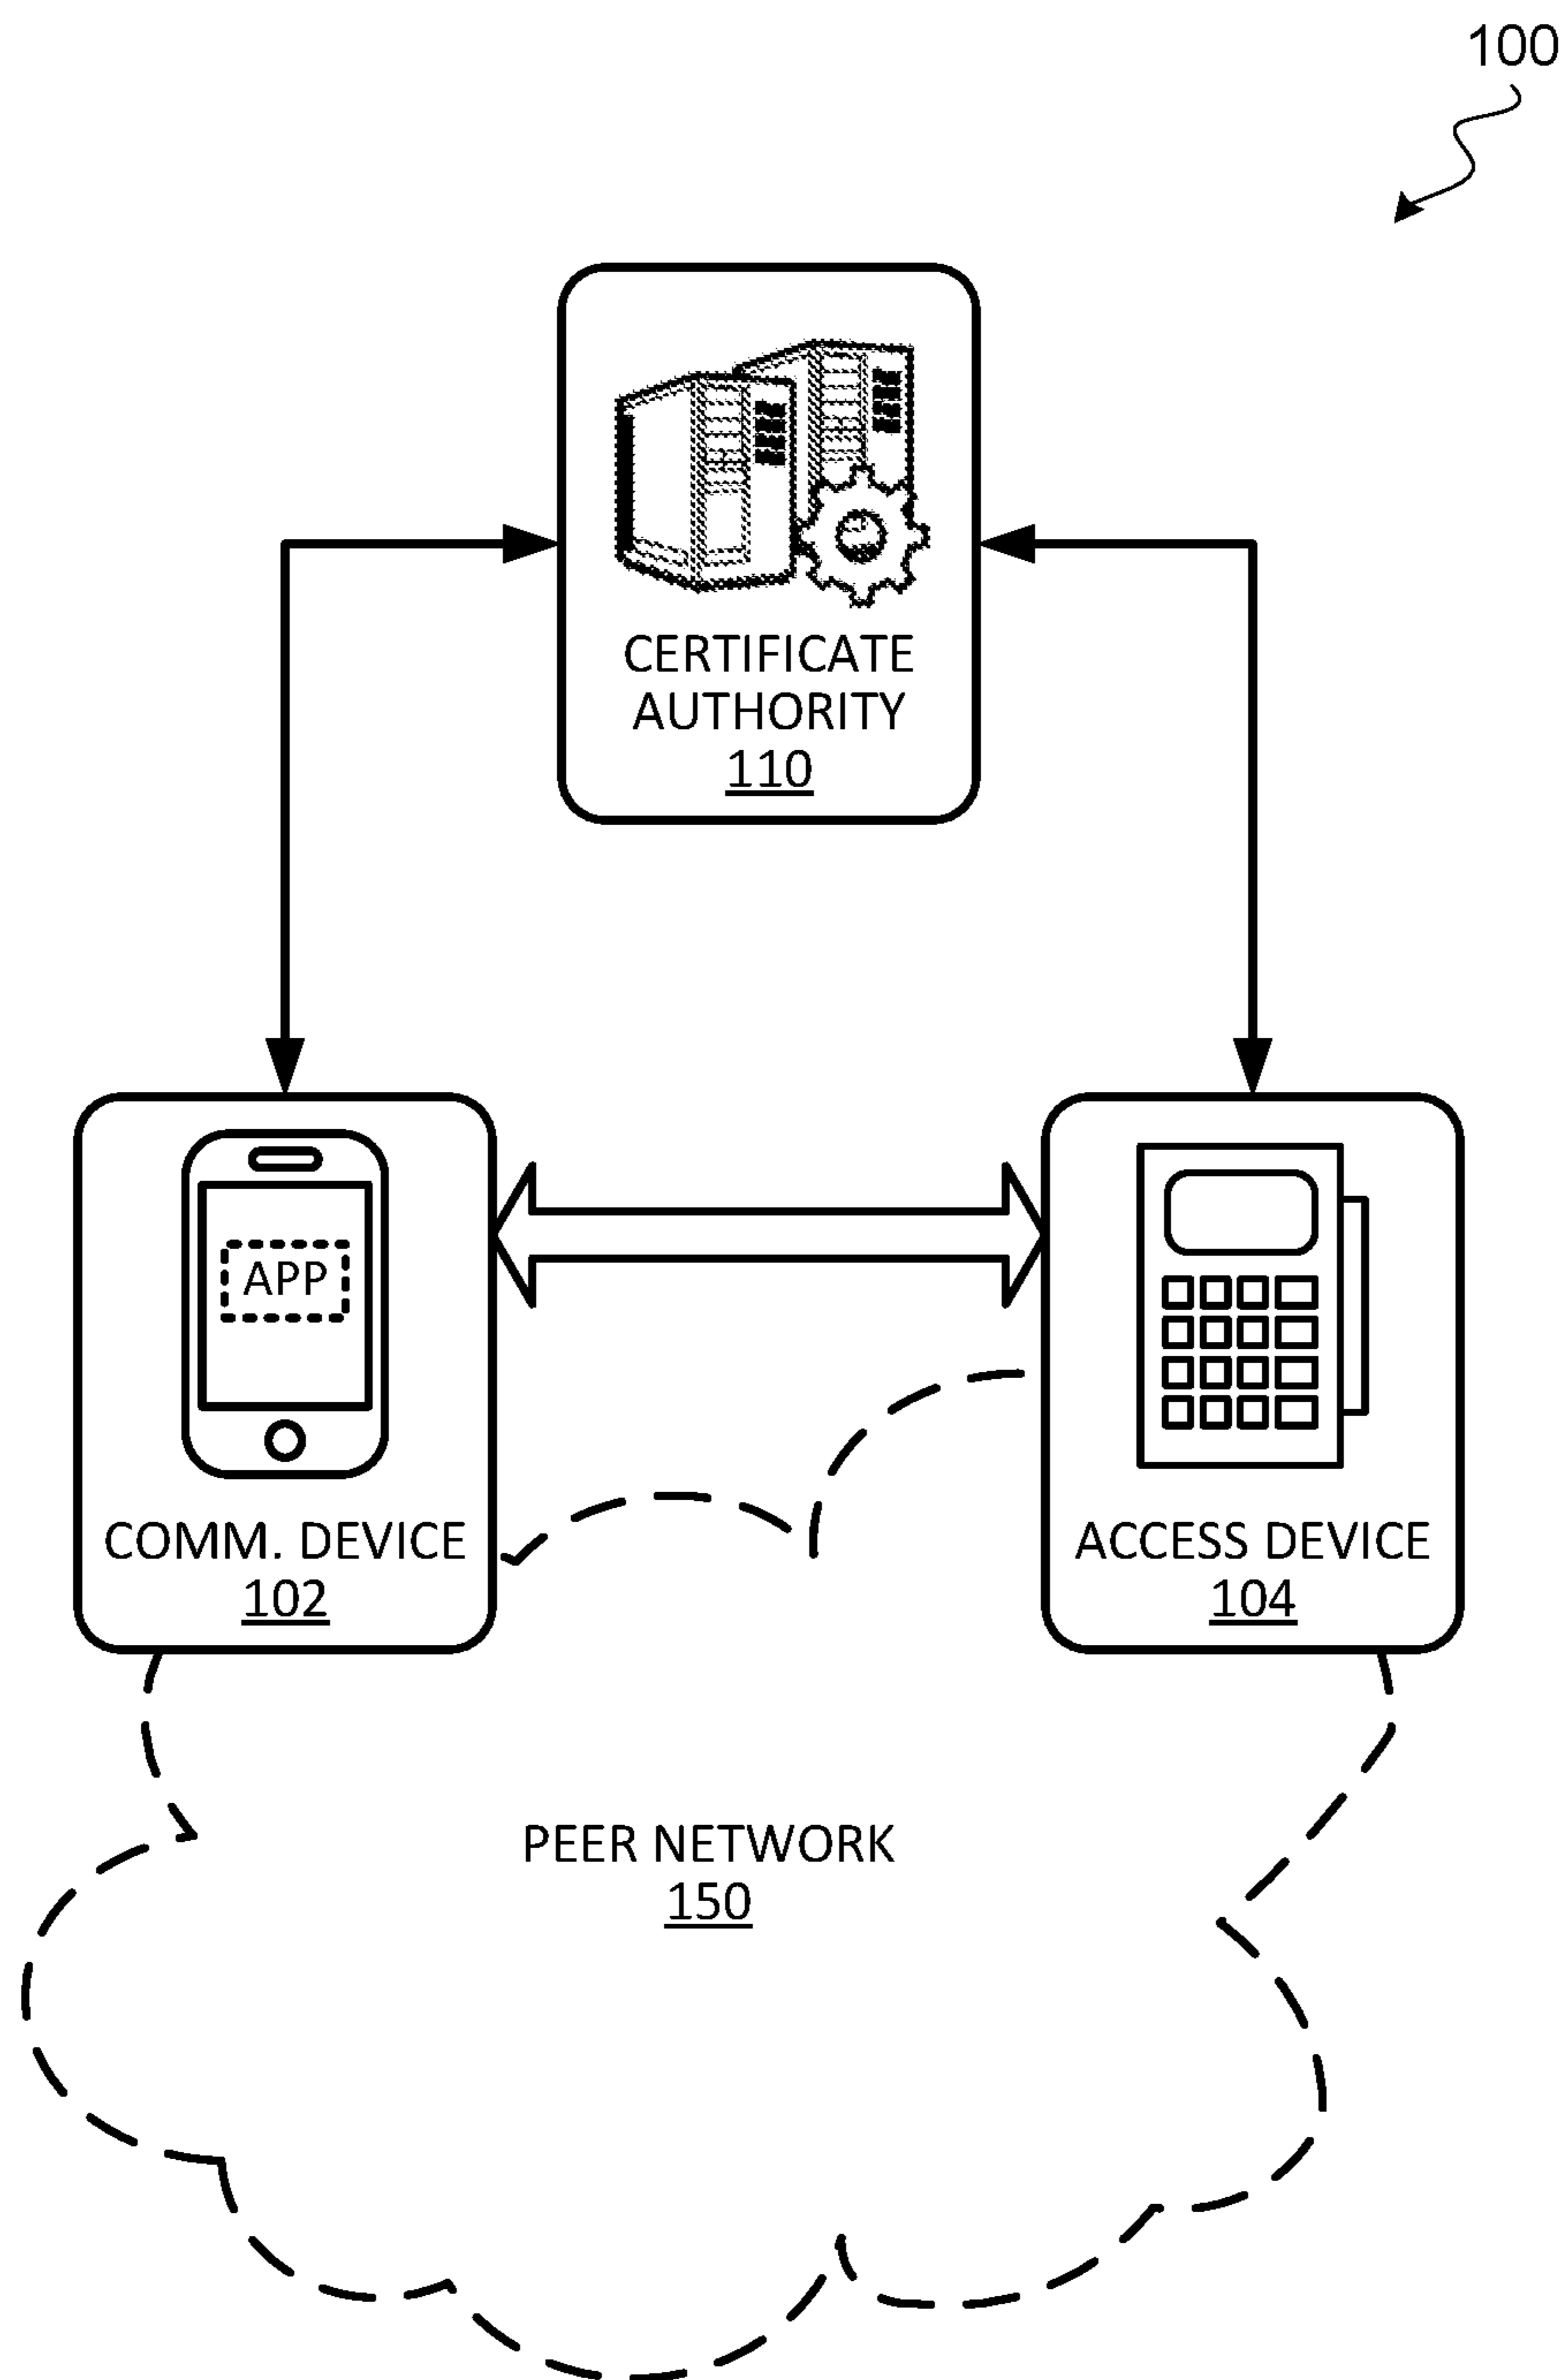 100
CERTIFICATE
AUTHORITY
110
APP
COMM. DEVICE
102
ACCESS DEVICE
104
PEER NETWORK
150